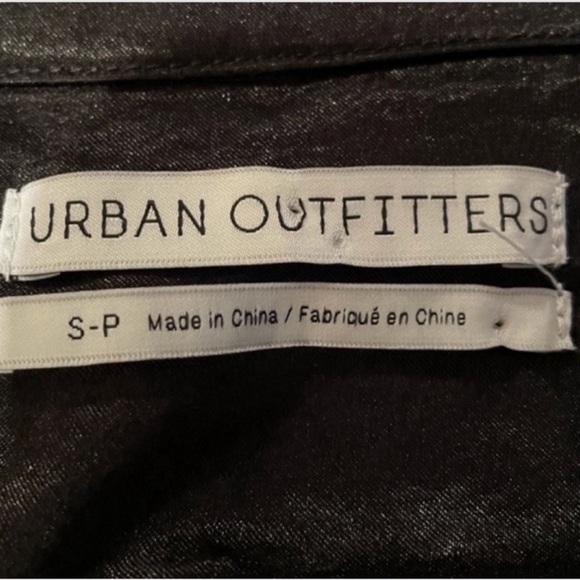 URBAN OUTFITTERS
S-P Made in China / Fabriqué en Chine